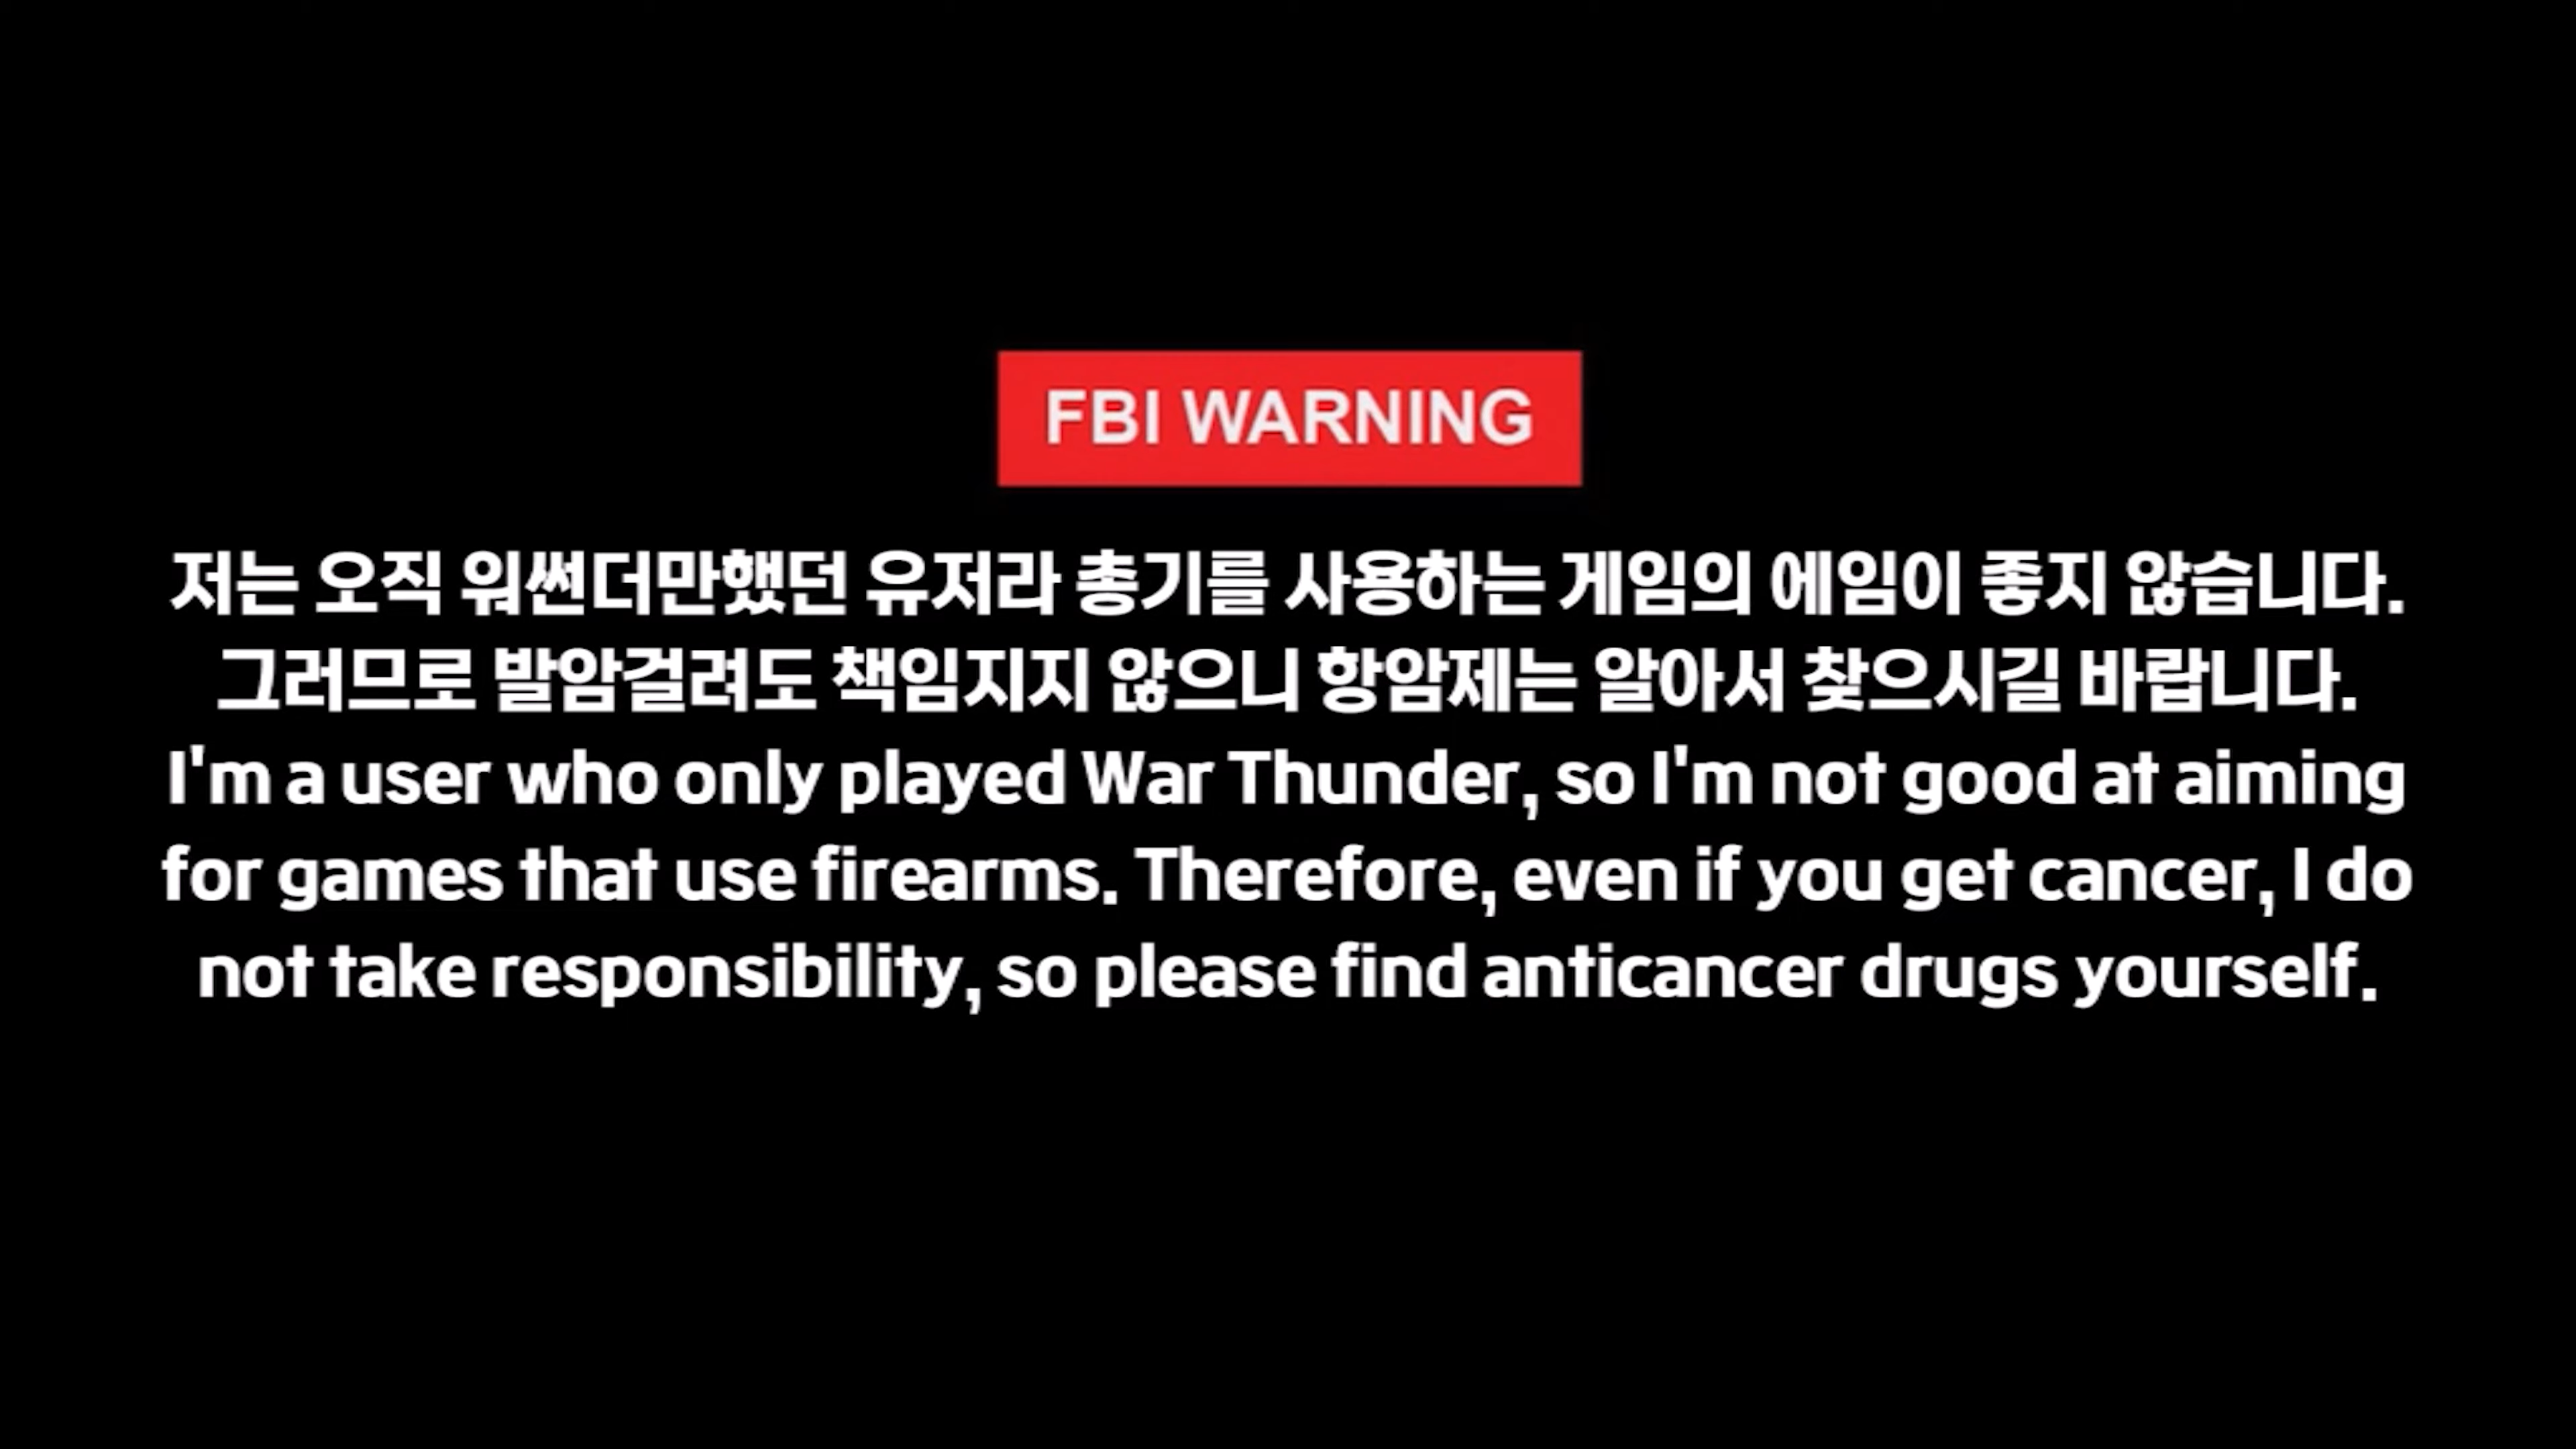 FBI WARNING
저는 오직 워썬더만했던 유저라 총기를 사용하는 게임의 에임이 좋지 않습니다.
그러므로 발암걸려도 책임지지 않으니 항암제는 알아서 찾으시길 바랍니다.
I'm a user who only played War Thunder, so I'm not good at aiming
for games that use firearms. Therefore, even if you get cancer, I do
not take responsibility, so please find anticancer drugs yourself.